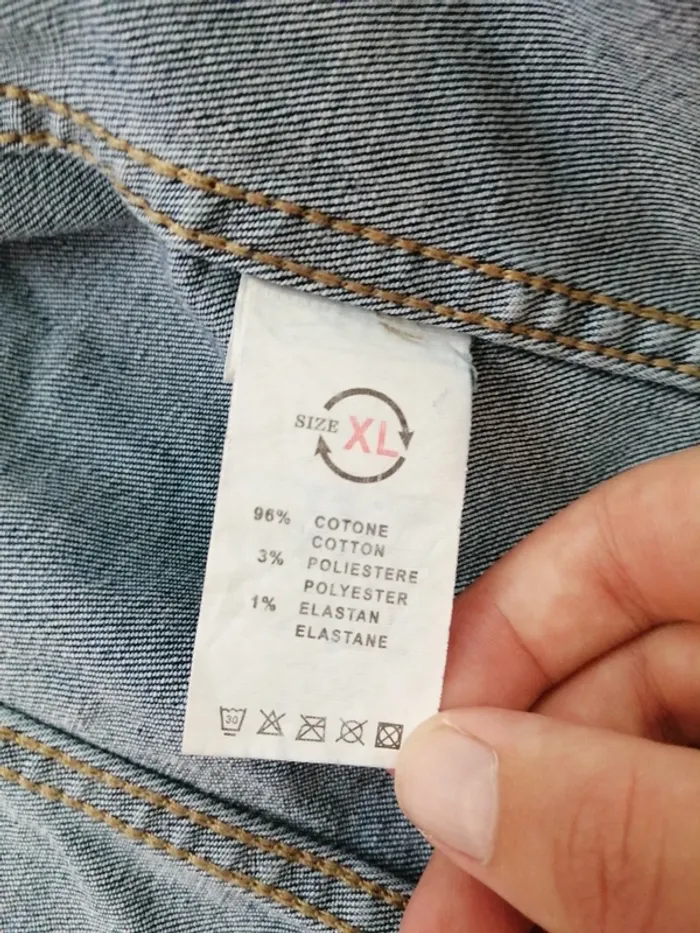 SIZE XL
96% COTONE
COTTON
3% POLIESTERE
POLYESTER
1% ELASTAN
ELASTANE
30